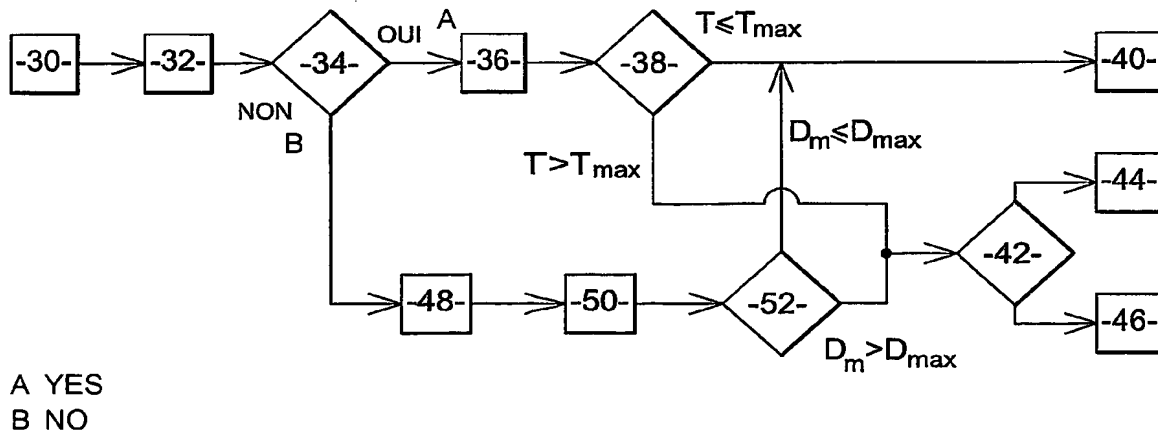 OUI
A
T≤Tmax
-30-
-32-
-34-
-36-
-38-
-40-
NON
B
Dm≤Dmax
T>Tmax
-44-
-42-
-48-
-50-
-52-
-46-
Dm>Dmax
A YES
B NO